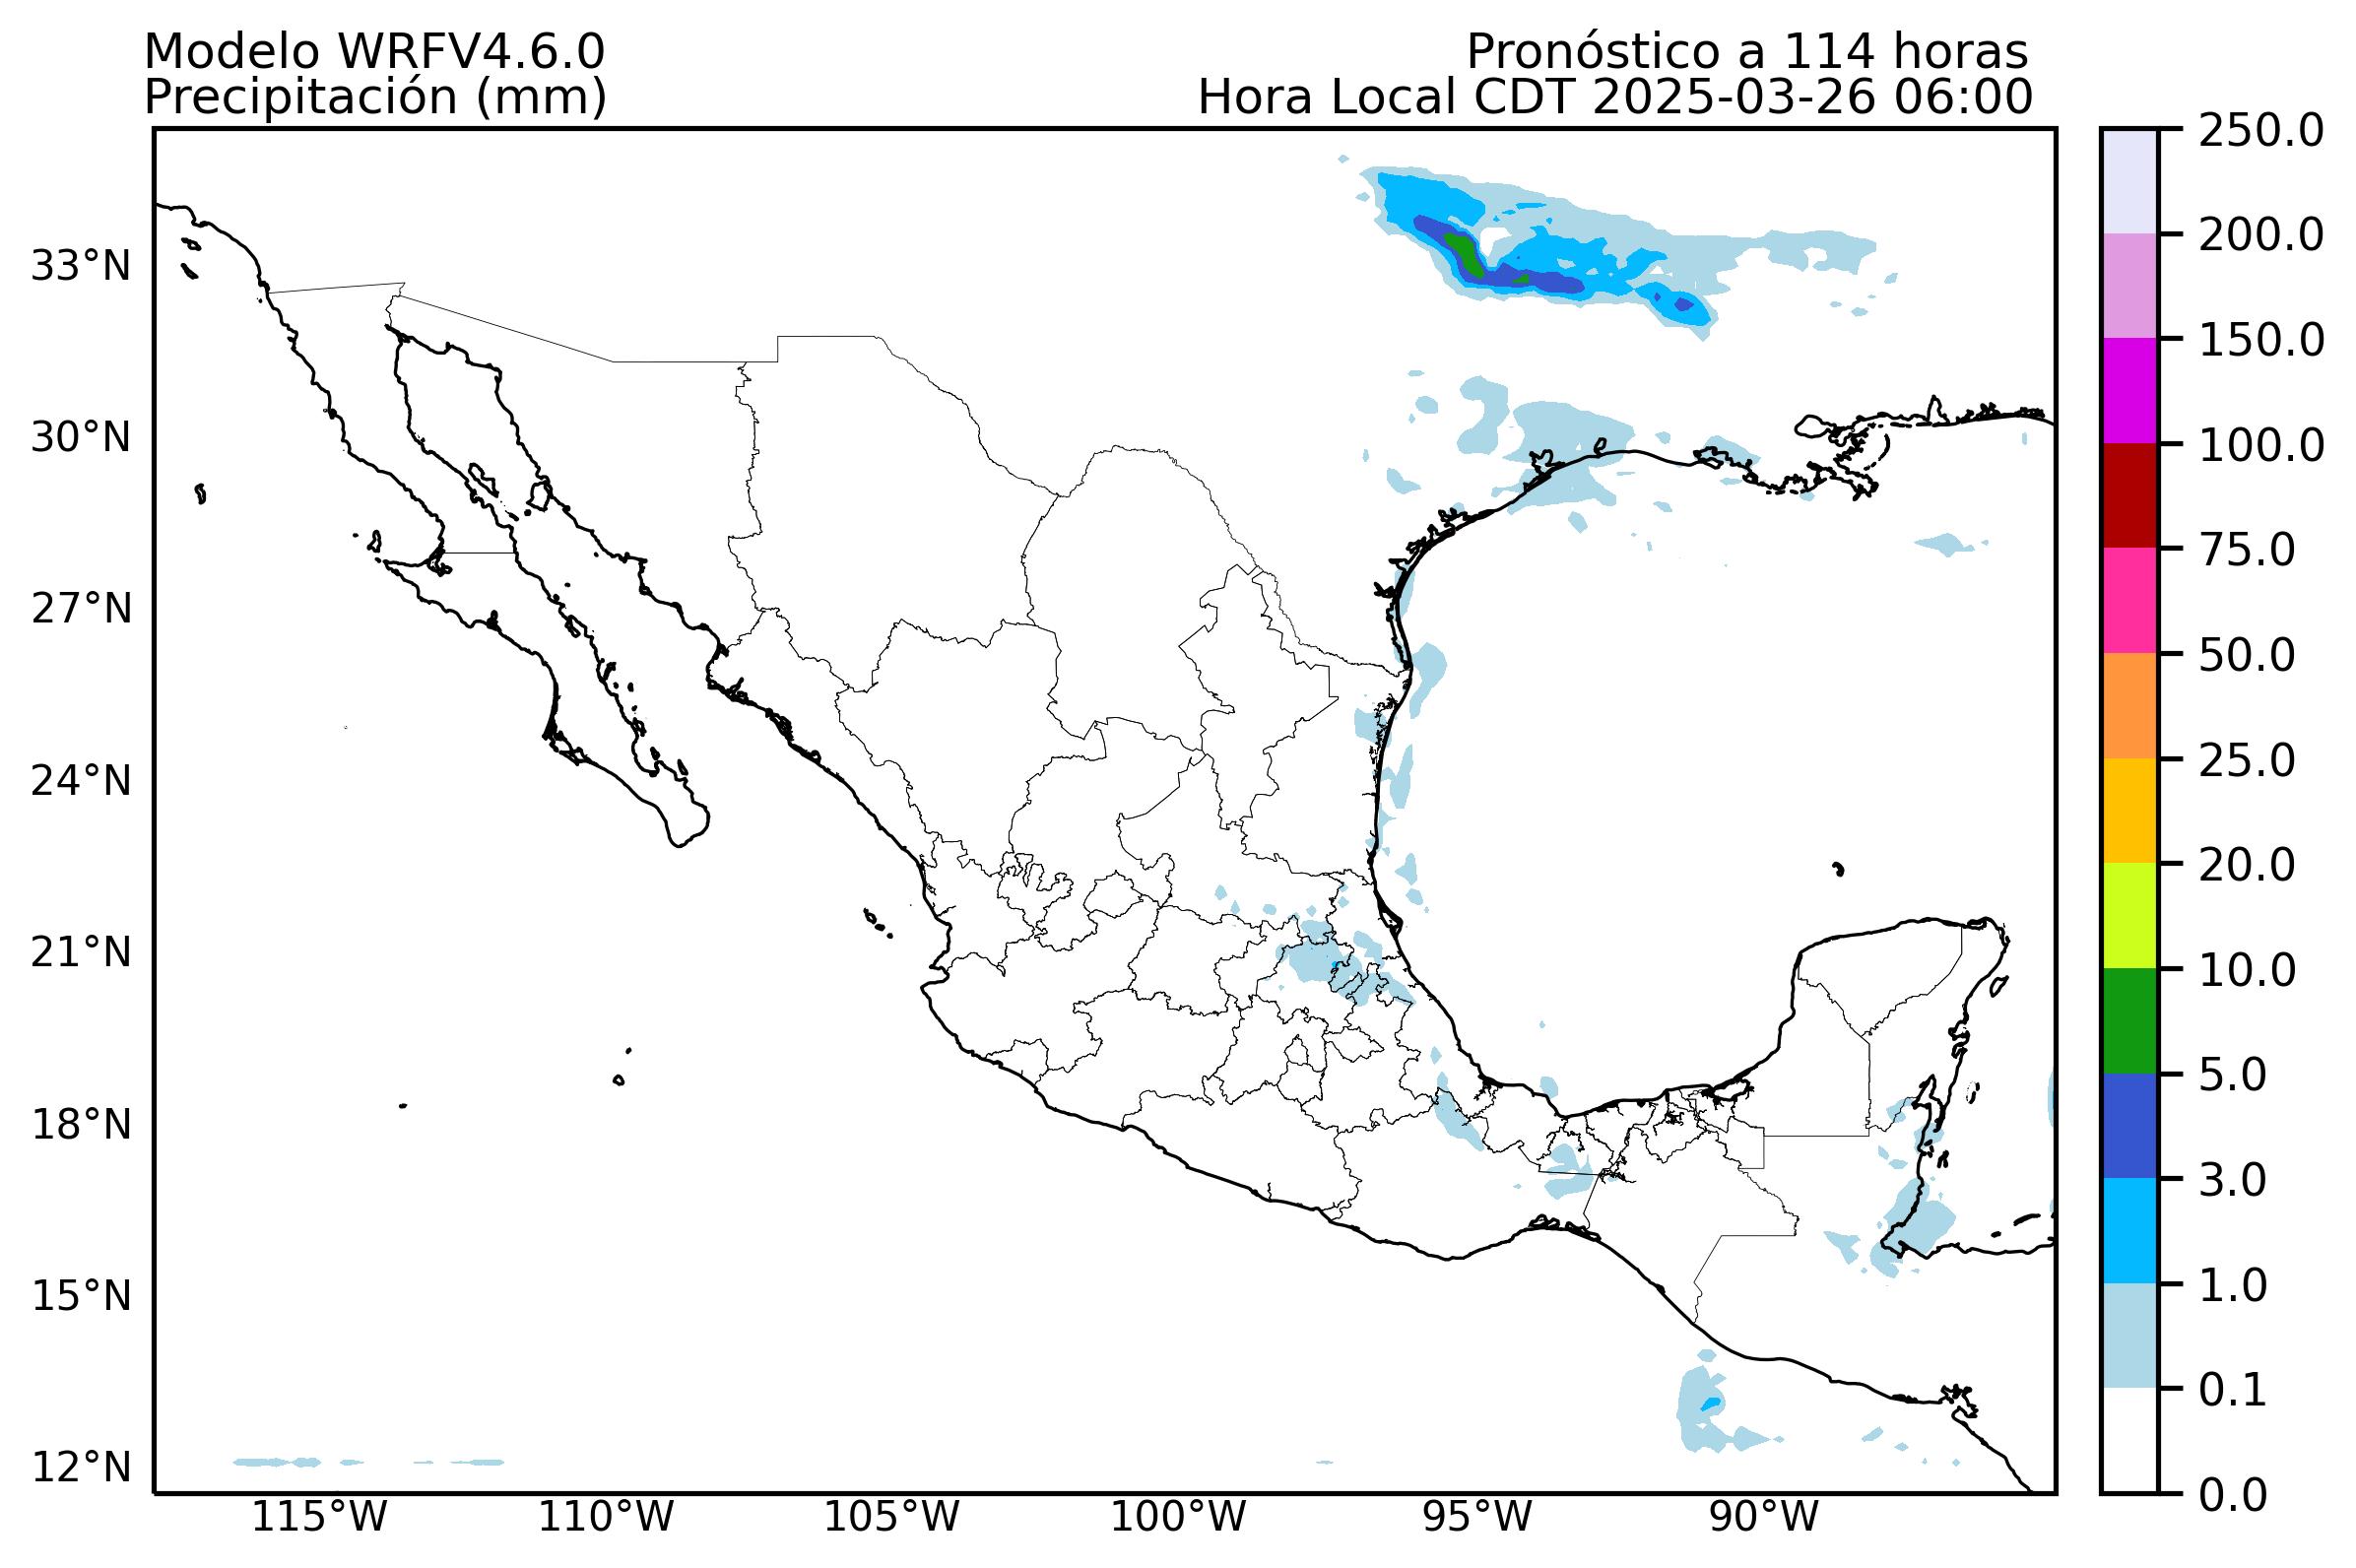 Modelo WRFV4.6.0
Pronóstico a 114 horas
Precipitación (mm)
Hora Local CDT 2025-03-26 06:00
33°N
30°N
27°N
24°N
21°N
18°N
15°N
12°N
115°W
110°W
105°W
100°W
95°W
90°W
250.0
200.0
150.0
100.0
75.0
50.0
25.0
20.0
10.0
5.0
3.0
1.0
0.1
0.0